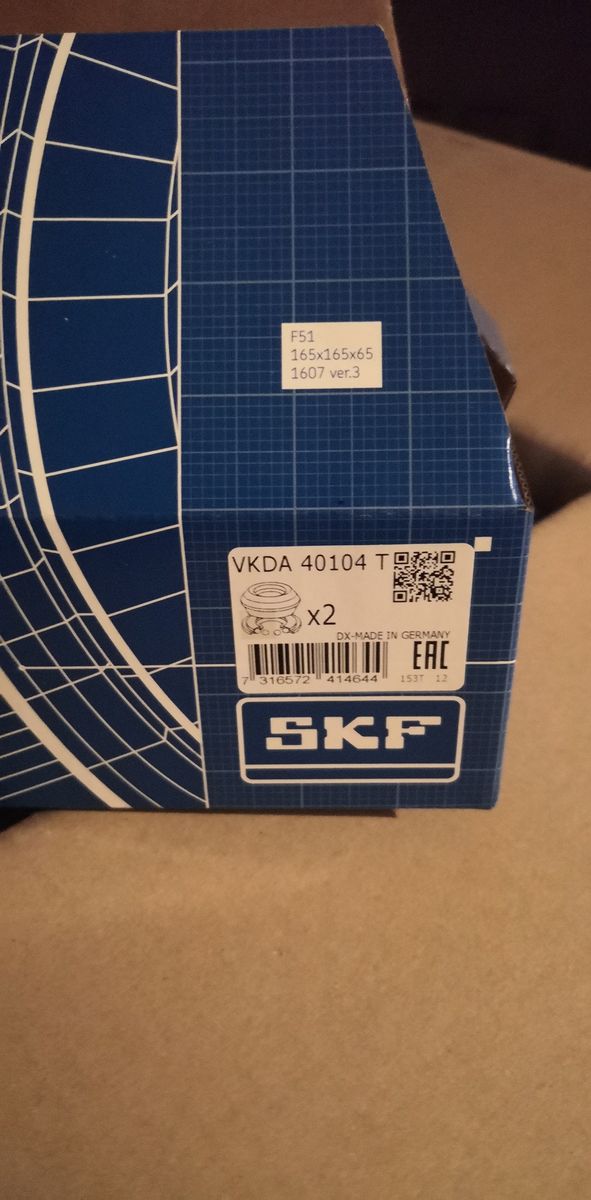 F51
165x165x65
1607 ver.3
VKDA 40104 T
x2
DX-MADE IN GERMANY
EAC
7 316572 414644
153T 12
SKF